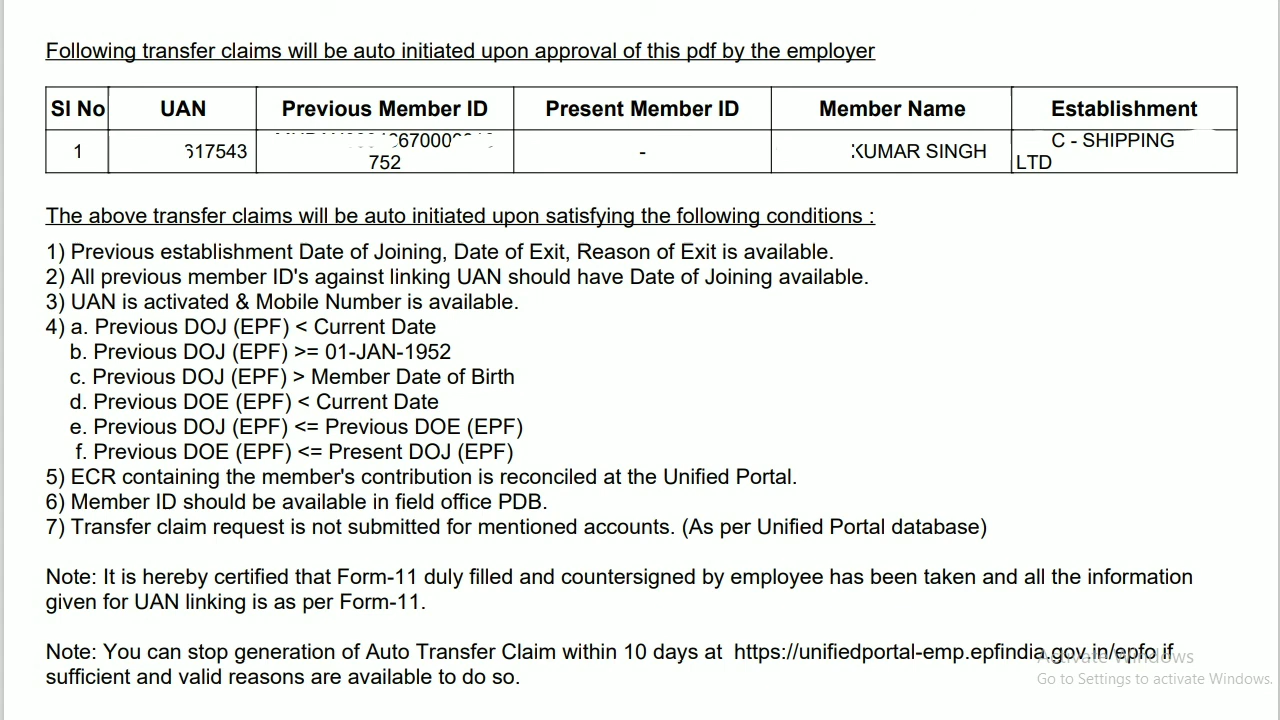 Following transfer claims will be auto initiated upon approval of this pdf by the employer
Sl No UAN Previous Member ID Present Member ID Member Name Establishment
1 617543 752 - KUMAR SINGH C - SHIPPING
LTD
The above transfer claims will be auto initiated upon satisfying the following conditions :
1) Previous establishment Date of Joining, Date of Exit, Reason of Exit is available.
2) All previous member ID's against linking UAN should have Date of Joining available.
3) UAN is activated & Mobile Number is available.
4) a. Previous DOJ (EPF) < Current Date
b. Previous DOJ (EPF) >= 01-JAN-1952
c. Previous DOJ (EPF) > Member Date of Birth
d. Previous DOE (EPF) < Current Date
e. Previous DOJ (EPF) <= Previous DOE (EPF)
f. Previous DOE (EPF) <= Present DOJ (EPF)
5) ECR containing the member's contribution is reconciled at the Unified Portal.
6) Member ID should be available in field office PDB.
7) Transfer claim request is not submitted for mentioned accounts. (As per Unified Portal database)
Note: It is hereby certified that Form-11 duly filled and countersigned by employee has been taken and all the information
given for UAN linking is as per Form-11.
Note: You can stop generation of Auto Transfer Claim within 10 days at https://unifiedportal-emp.epfindia.gov.in/epfo if
sufficient and valid reasons are available to do so.
Activate Windows
Go to Settings to activate Windows.